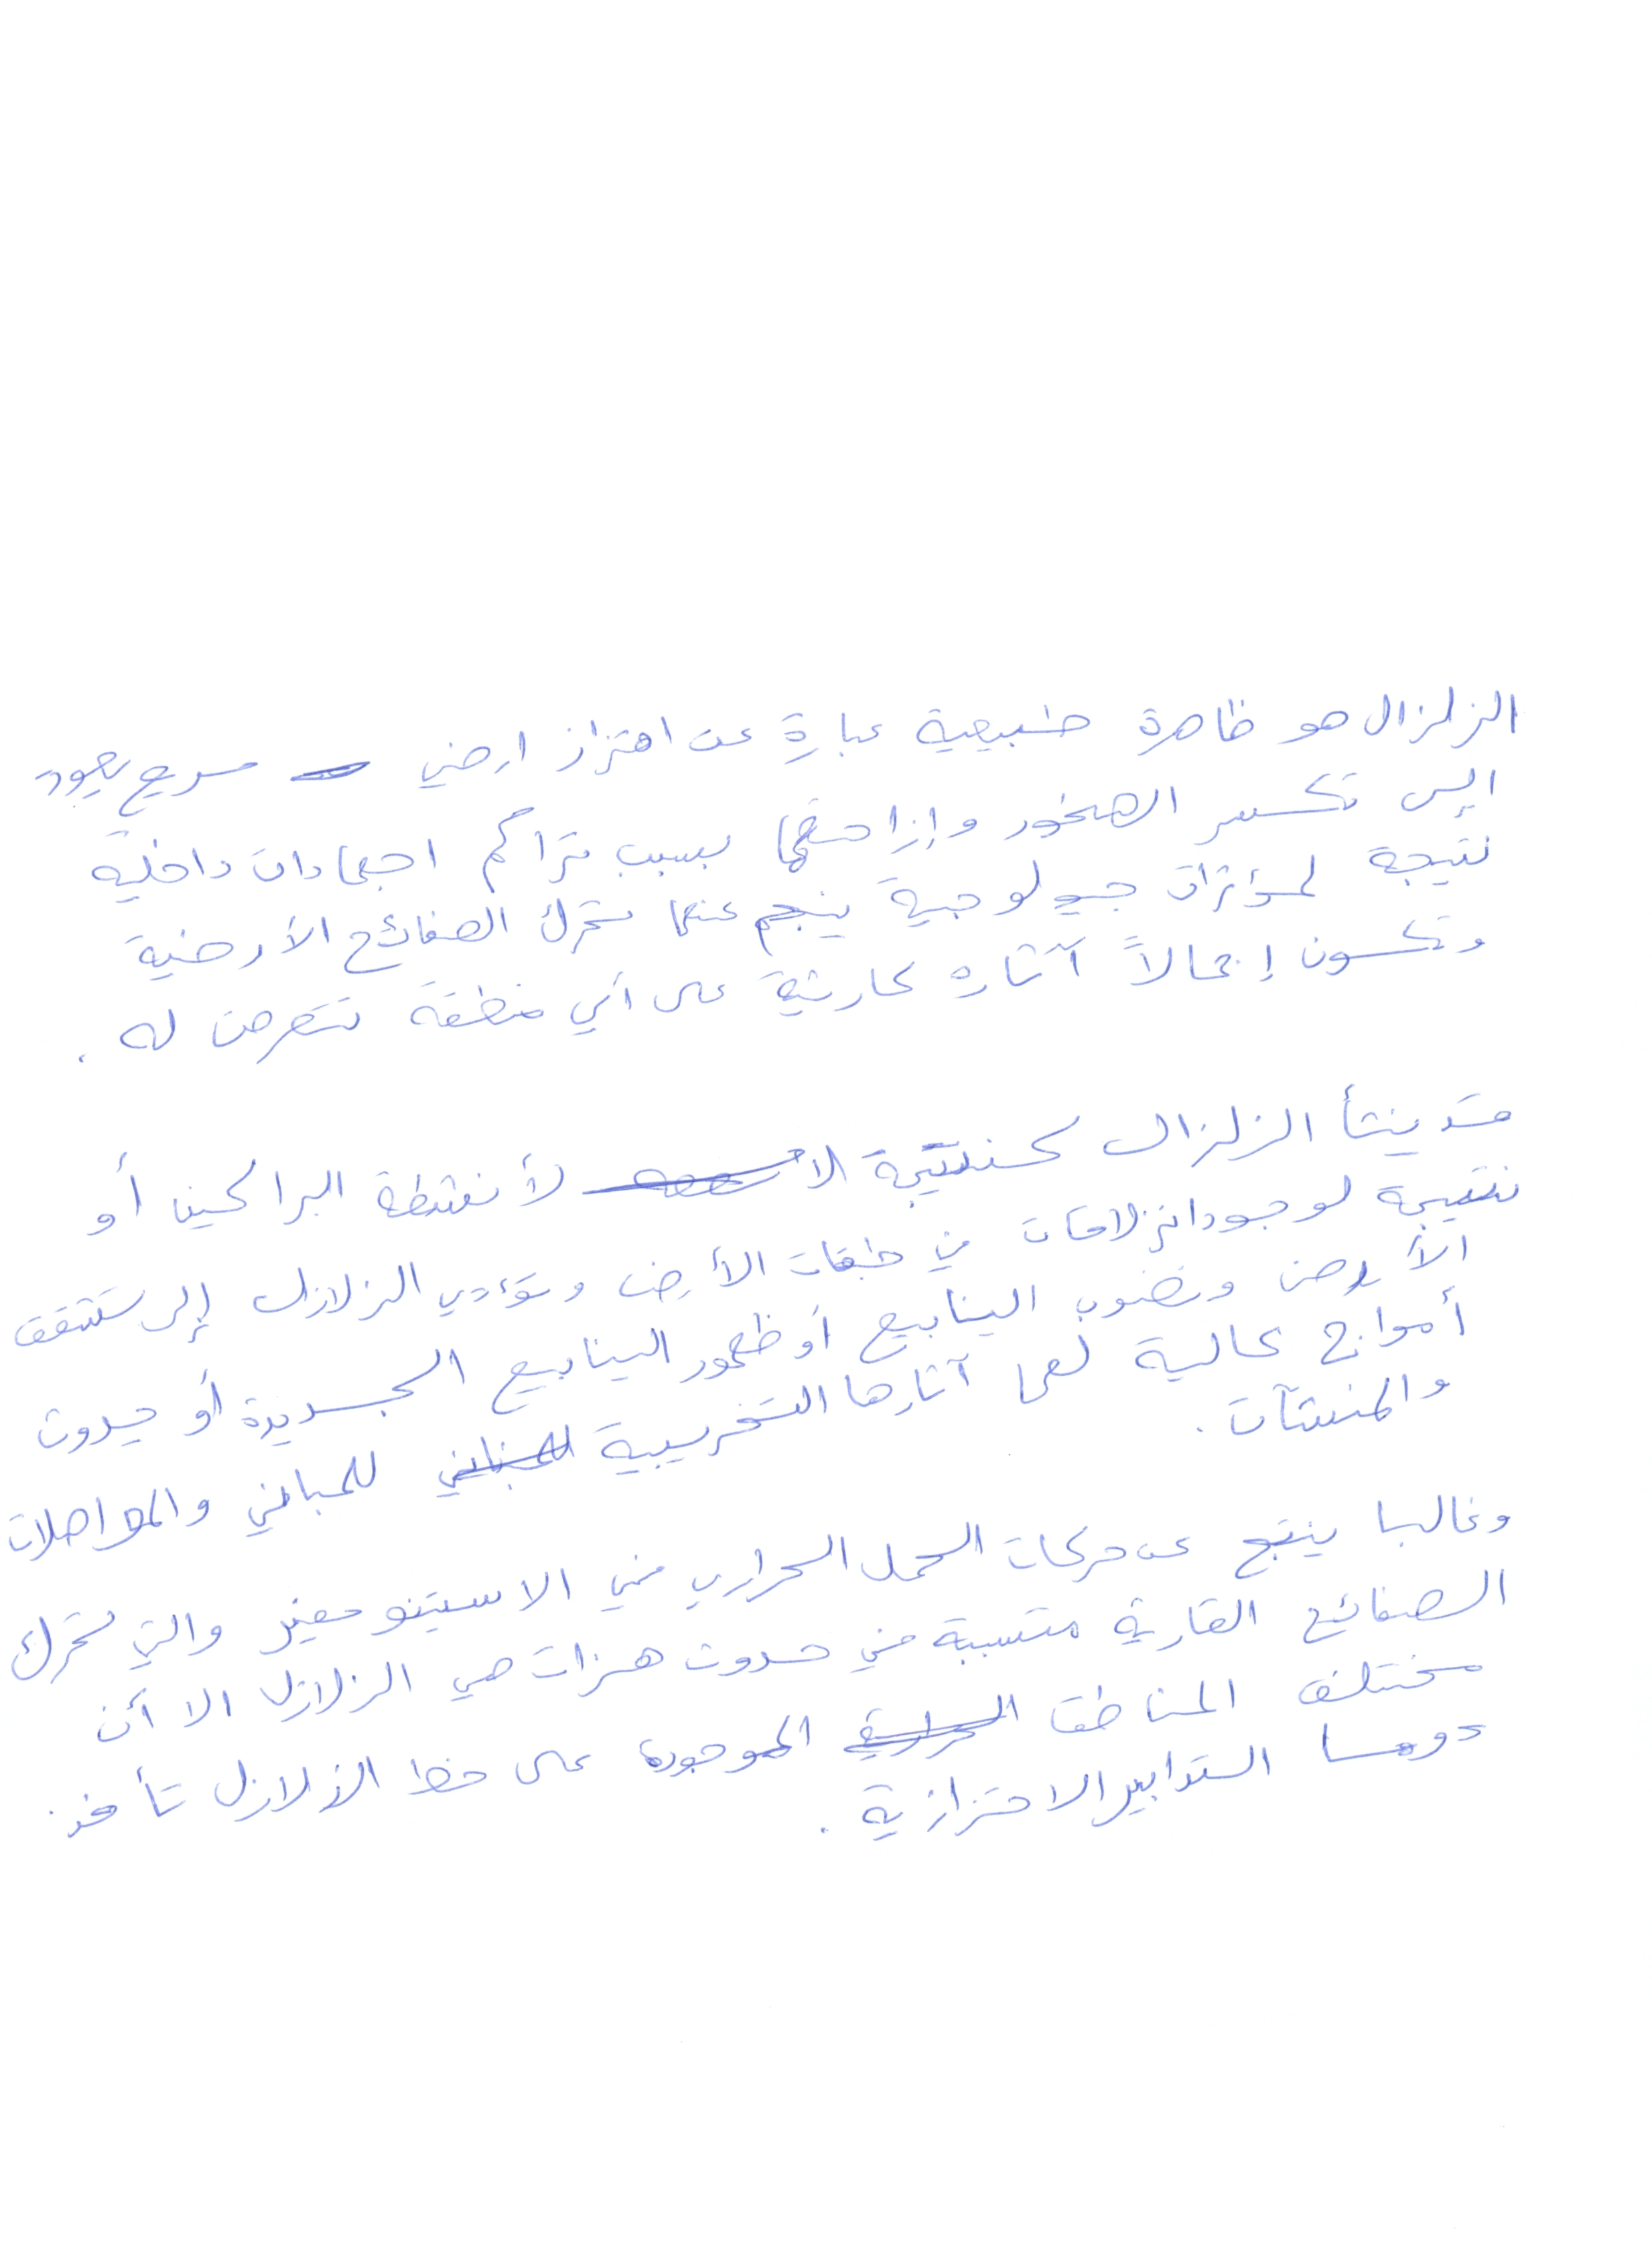 الزلزال هو ظاهرة طبيعية عبارة عن اهتزاز ارضي سريع يعود
الى تكسر الصخور وإزاحتها بسبب تراكم اجهادات داخلية
نتيجة لمؤثرات جيولوجية ينجم عنها تحرك الصفائح الأرضية
وتكون إجمالاً آثاره كارثية على أي منطقة تتعرض له .
قد ينشأ الزلزال كنتيجة لأنشطة البراكين أو
نتيجة لوجود انزلاقات في طبقات الأرض وتؤدي الزلازل إلى تشقق
الأرض ونضوب الينابيع أو ظهور الينابيع الجديدة أو حدوث
أمواج عالية لها آثارها التخريبية للمباني والمواصلات
والمنشآت .
وغالبا ينتج عن حركات الحمل الحراري في الاستينوسفير والتي تحرك
الصفائح القارية متسببة في حدوث هزات هي الزلازل الا أن
مختلف المناطق الموجودة على خط الزلازل تأخذ
دوما التدابير الاحترازية .